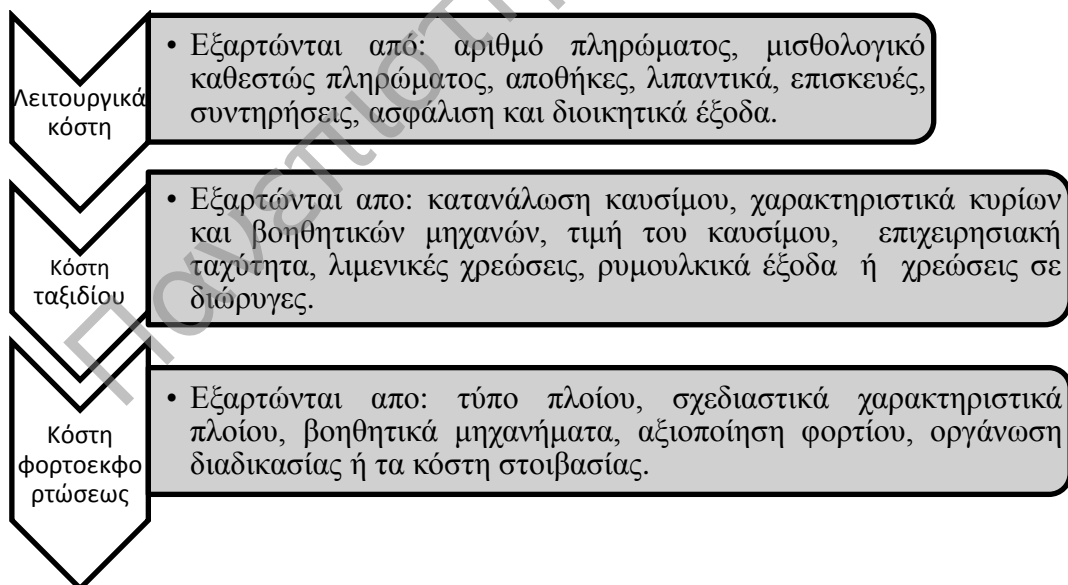 Λειτουργικά
κόστη
• Εξαρτώνται από: αριθμό πληρώματος, μισθολογικό
καθεστώς πληρώματος, αποθήκες, λιπαντικά, επισκευές,
συντηρήσεις, ασφάλιση και διοικητικά έξοδα.
Κόστη
ταξιδίου
• Εξαρτώνται απο: κατανάλωση καυσίμου, χαρακτηριστικά κυρίων
και βοηθητικών μηχανών, τιμή του καυσίμου, επιχειρησιακή
ταχύτητα, λιμενικές χρεώσεις, ρυμουλκικά έξοδα ή χρεώσεις σε
διώρυγες.
Κόστη
φορτοεκφο
ρτώσεως
• Εξαρτώνται απο: τύπο πλοίου, σχεδιαστικά χαρακτηριστικά
πλοίου, βοηθητικά μηχανήματα, αξιοποίηση φορτίου, οργάνωση
διαδικασίας ή τα κόστη στοιβασίας.